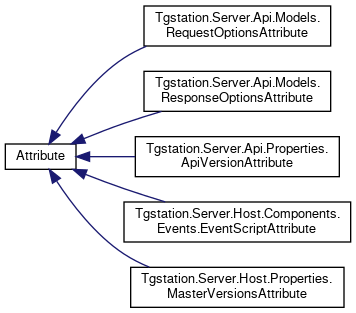 Tgstation.Server.Api.Models.
RequestOptionsAttribute
Tgstation.Server.Api.Models.
ResponseOptionsAttribute
Attribute
Tgstation.Server.Api.Properties.
ApiVersionAttribute
Tgstation.Server.Host.Components.
Events.EventScriptAttribute
Tgstation.Server.Host.Properties.
MasterVersionsAttribute